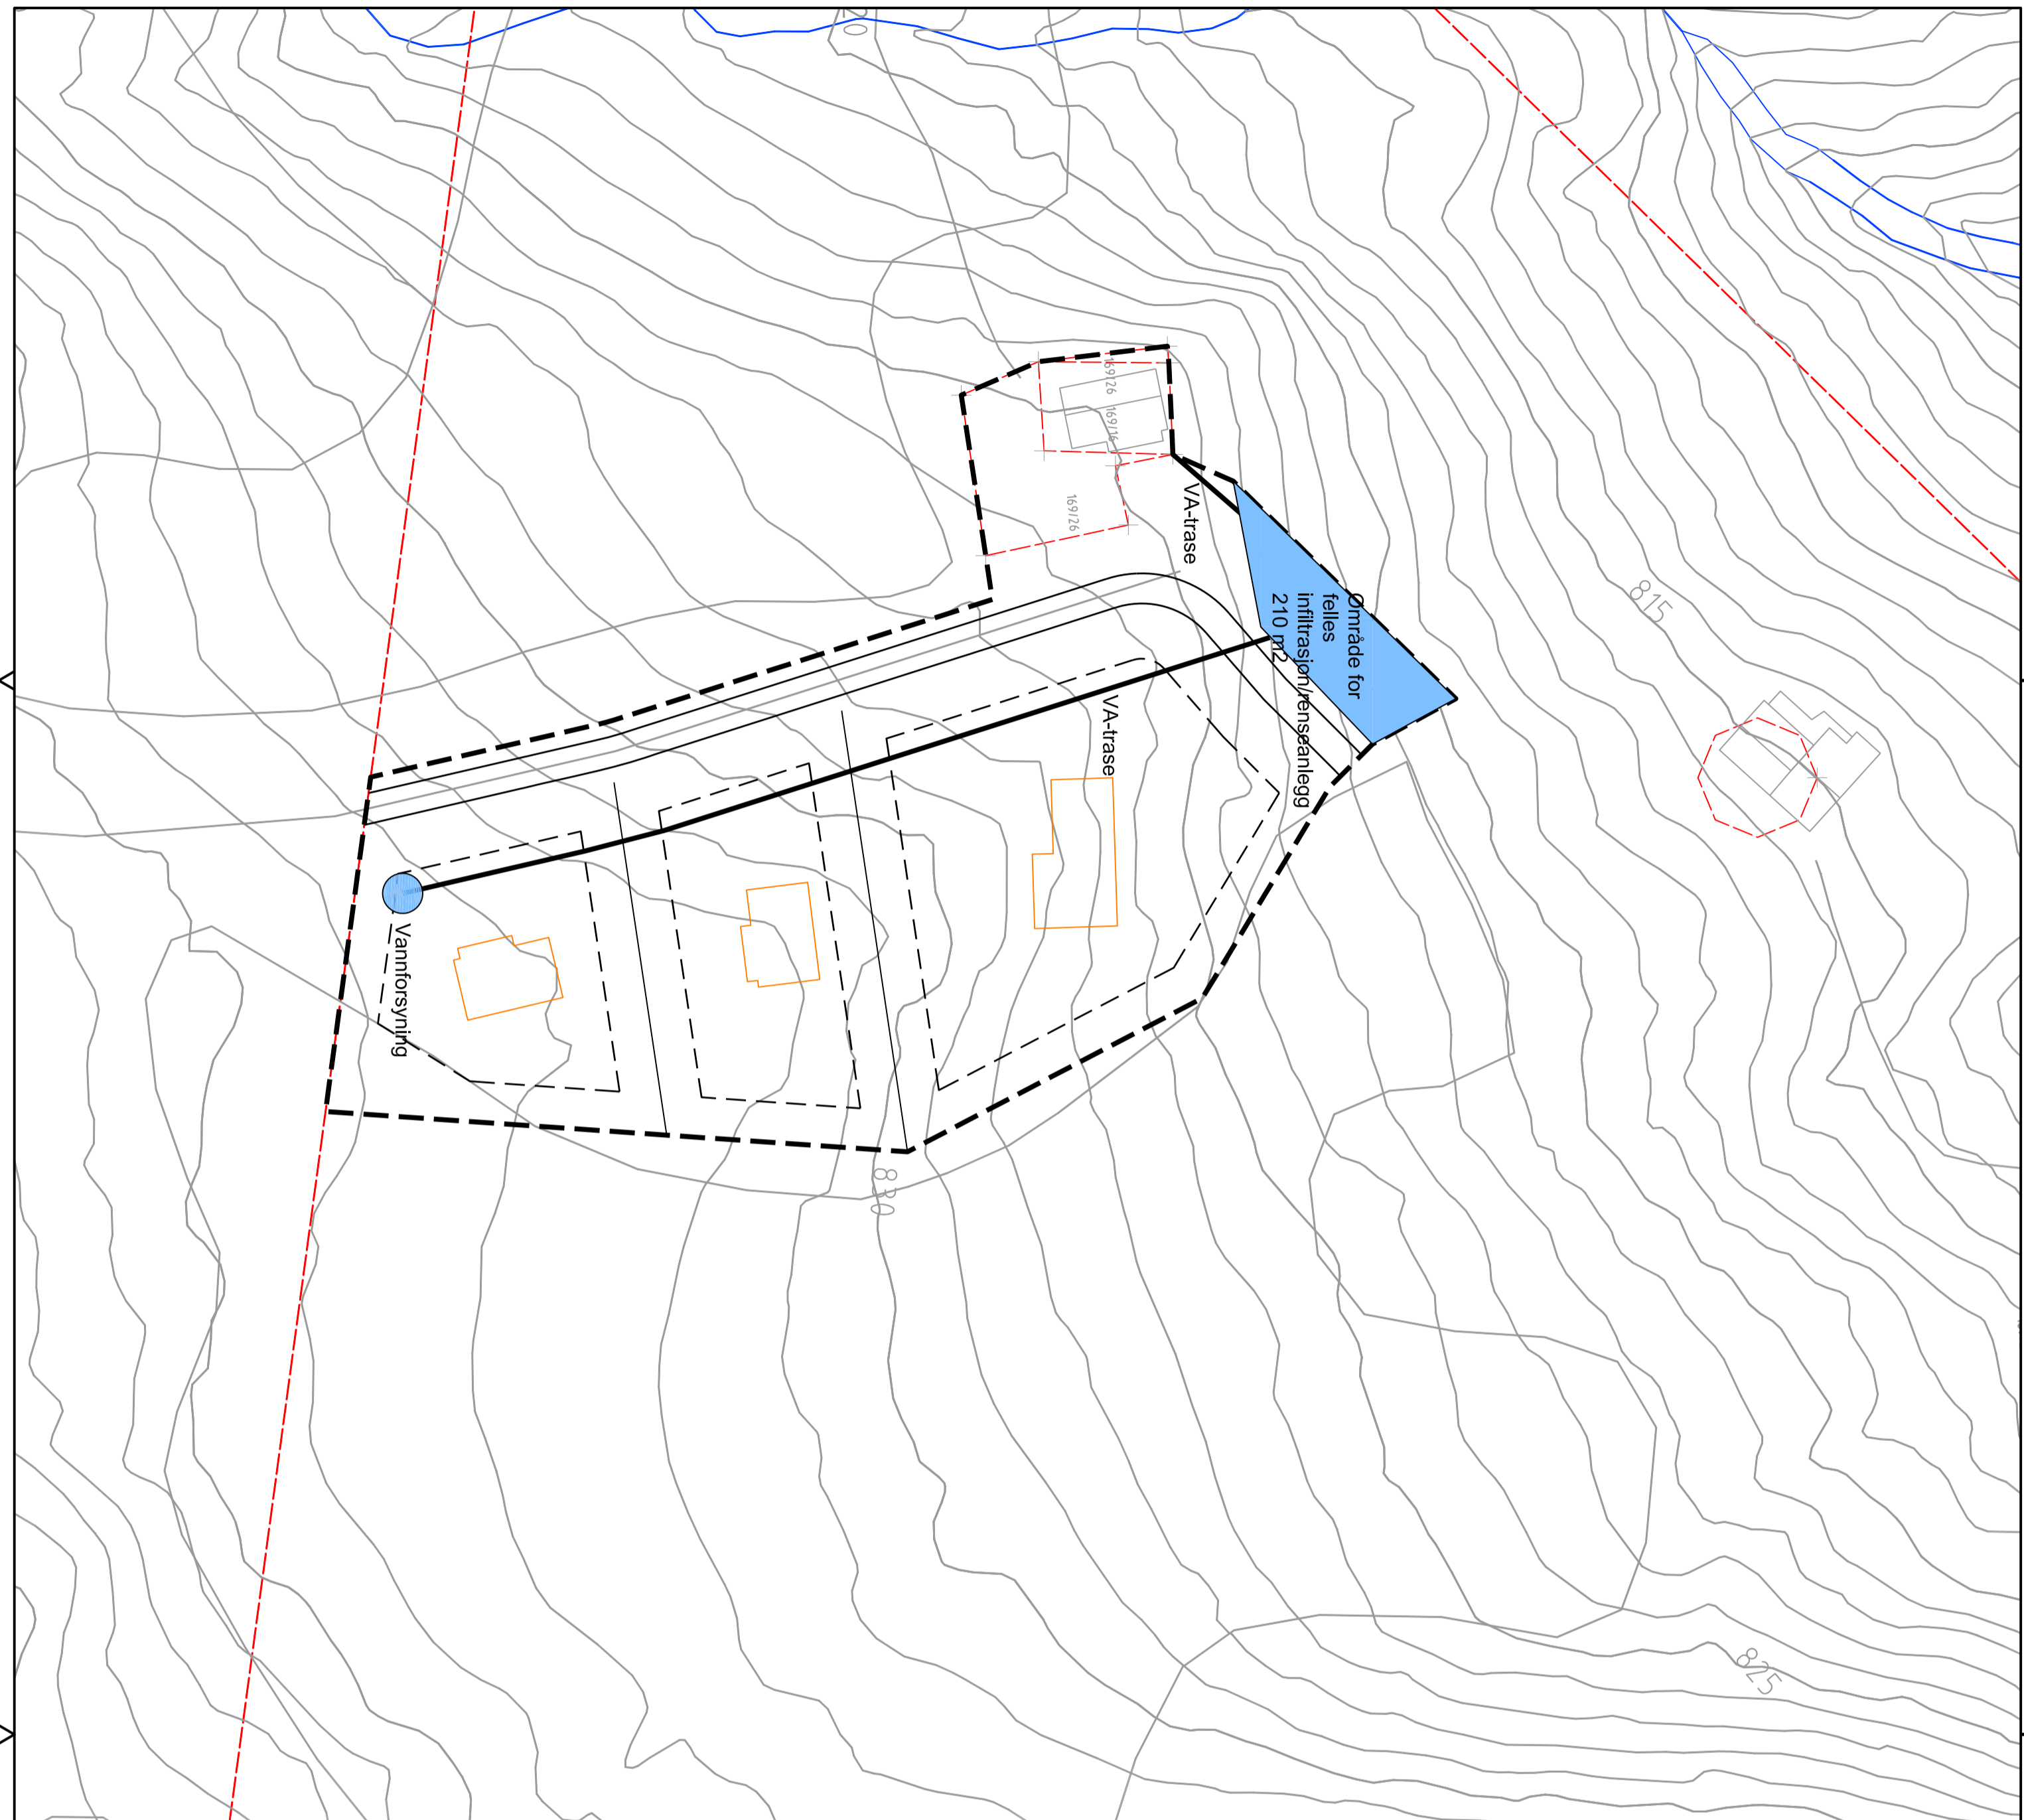 169/26
169/16
169/26
VA-trase
Område for
felles
infiltrasjon/renseanlegg
210 m2
815
VA-trase
Vannforsyning
830
825